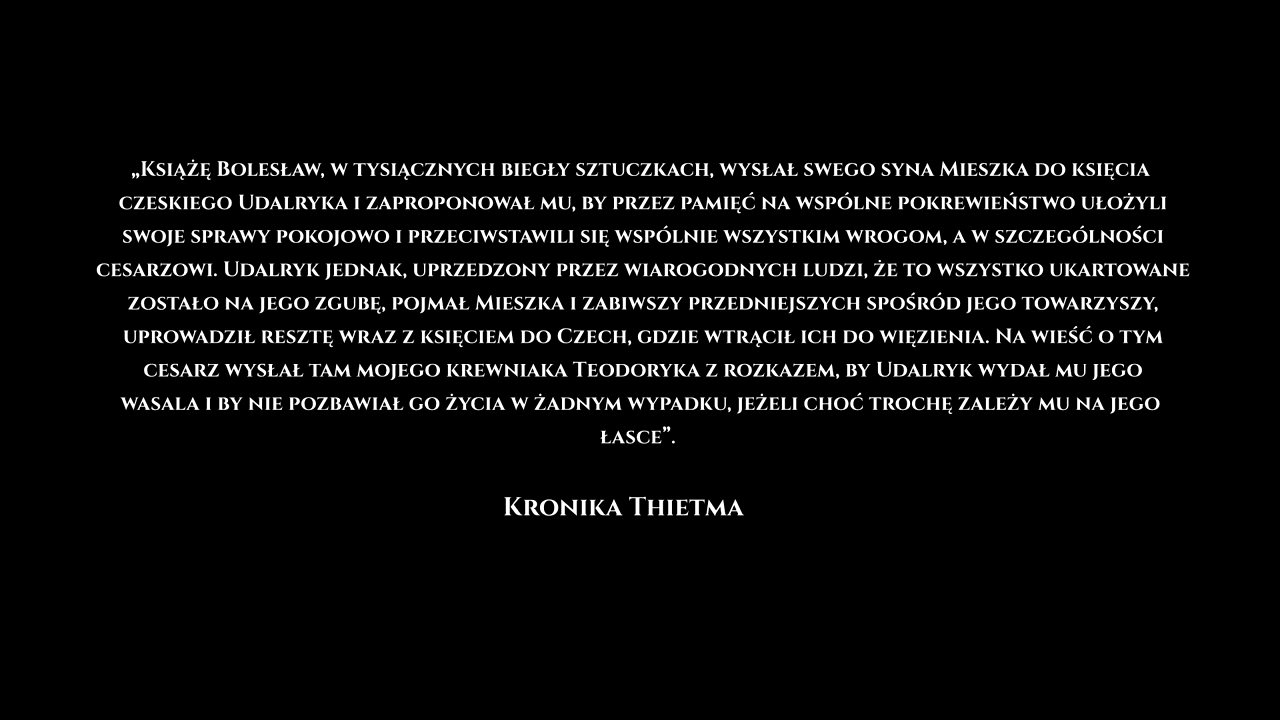 „Książę Bolesław, w tysiącznych biegły sztuczkach, wysłał swego syna Mieszka do księcia
czeskiego Udalryka i zaproponował mu, by przez pamięć na wspólne pokrewieństwo ułożyli
swoje sprawy pokojowo i przeciwstawili się wspólnie wszystkim wrogom, a w szczególności
cesarzowi. Udalryk jednak, uprzedzony przez wiarogodnych ludzi, że to wszystko ukartowane
zostało na jego zgubę, pojmał Mieszka i zabiwszy przedniejszych spośród jego towarzyszy,
uprowadził resztę wraz z księciem do Czech, gdzie wtrącił ich do więzienia. Na wieść o tym
cesarz wysłał tam mojego krewniaka Teodoryka z rozkazem, by Udalryk wydał mu jego
wasala i by nie pozbawiał go życia w żadnym wypadku, jeżeli choć trochę zależy mu na jego
łasce”.
Kronika Thietma